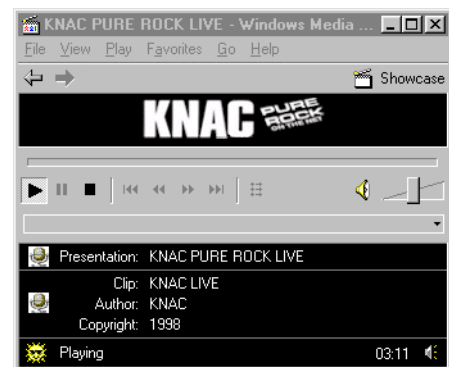 KNAC PURE ROCK LIVE - Windows Media ...
File View Play Favorites Go Help
Showcase
KNAC PURE
ROCK
ON THE NET
Presentation: KNAC PURE ROCK LIVE
Clip: KNAC LIVE
Author: KNAC
Copyright: 1998
Playing 03:11